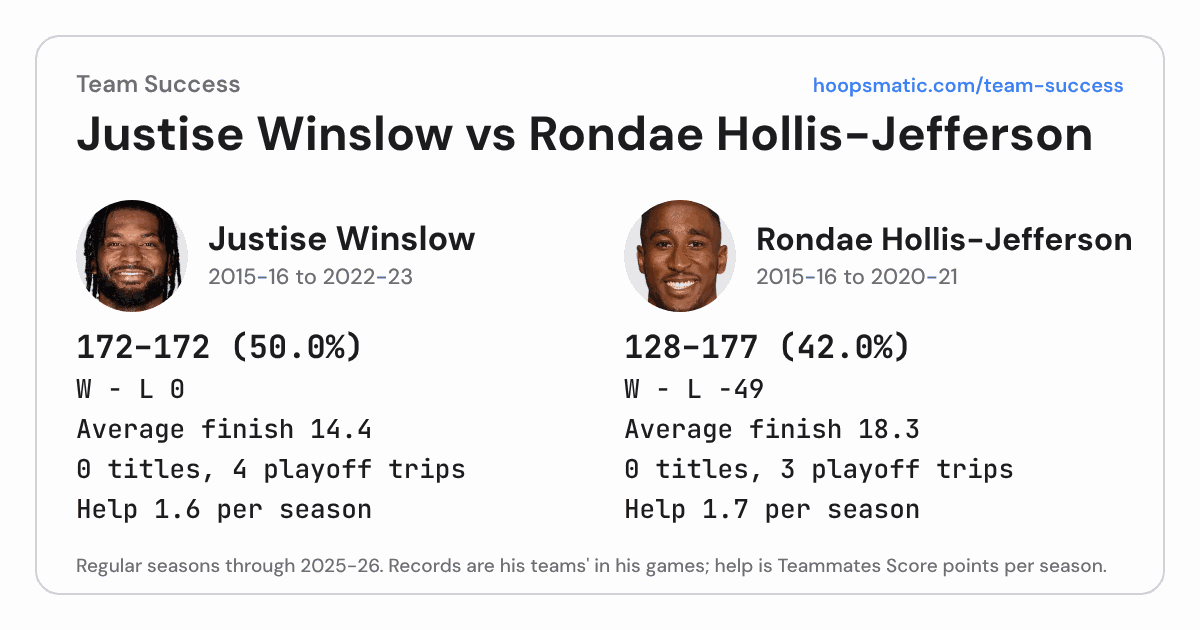 Team Success
hoopsmatic.com/team-success
Justise Winslow vs Rondae Hollis-Jefferson
Justise Winslow
2015-16 to 2022-23
172-172 (50.0%)
W - L 0
Average finish 14.4
0 titles, 4 playoff trips
Help 1.6 per season
Rondae Hollis-Jefferson
2015-16 to 2020-21
128-177 (42.0%)
W - L -49
Average finish 18.3
0 titles, 3 playoff trips
Help 1.7 per season
Regular seasons through 2025-26. Records are his teams' in his games; help is Teammates Score points per season.